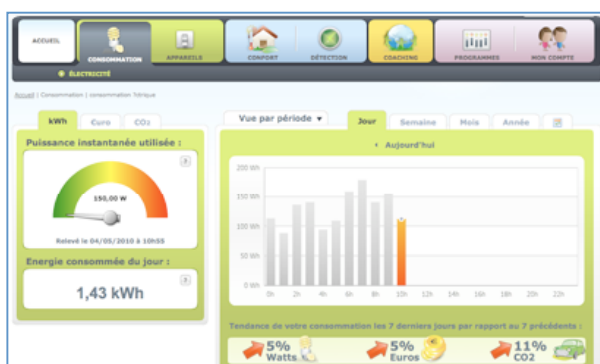 ACCUEIL
CONSOMMATION
APPAREILS
CONFORT
DÉTECTION
COACHING
PROGRAMMES
MON COMPTE
ÉLECTRICITÉ
Accueil | Consommation | consommation
kWh
Euro
CO2
Vue par période ▾
Jour
Semaine
Mois
Année
Puissance instantanée utilisée :
150,00 W
Relevé le 04/05/2010 à 10h55
Energie consommée du jour :
1,43 kWh
Aujourd'hui
200 Wh
150 Wh
100 Wh
50 Wh
0 Wh
0h 2h 4h 6h 8h 10h 12h 14h 16h 18h 20h 22h
Tendance de votre consommation les 7 derniers jours par rapport au 7 précédents :
5%
Watts
5%
Euros
11%
CO2